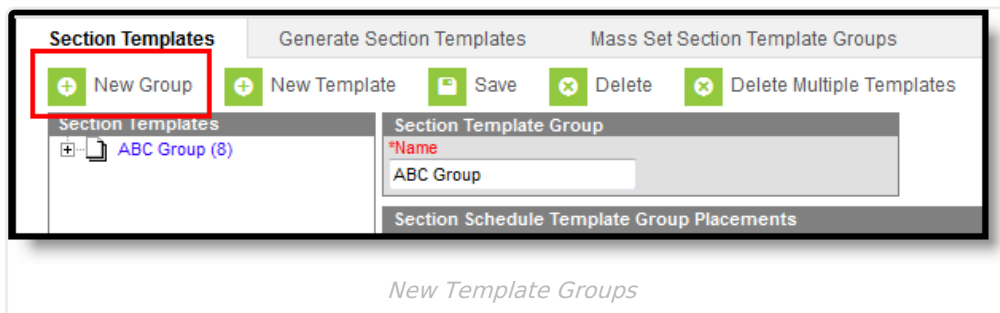 Section Templates Generate Section Templates Mass Set Section Template Groups
New Group New Template Save Delete Delete Multiple Templates
Section Templates
ABC Group (8)
Section Template Group
*Name
ABC Group
Section Schedule Template Group Placements
New Template Groups